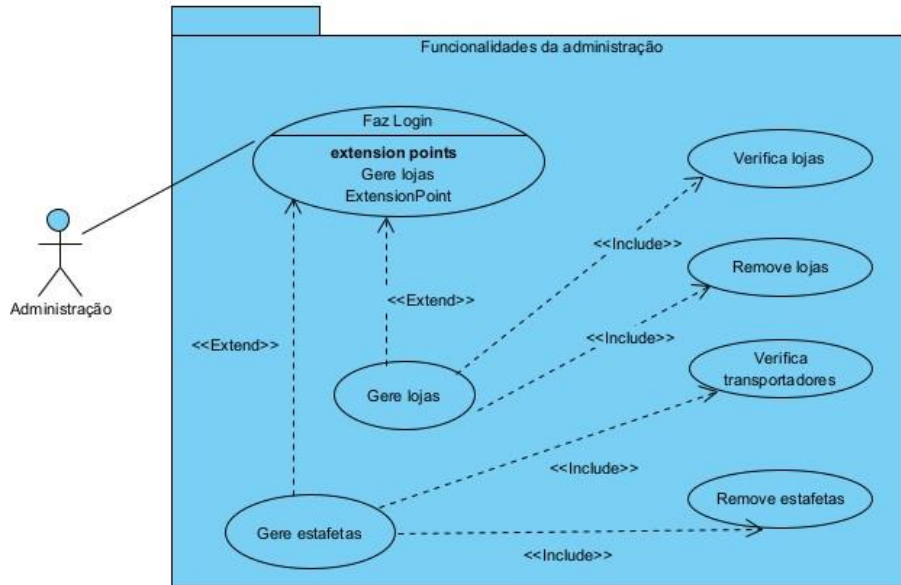 Funcionalidades da administração
Faz Login
extension points
Gere lojas
ExtensionPoint
Verifica lojas
<<Include>>
Remove lojas
Administração
<<Extend>>
<<Include>>
<<Extend>>
Verifica
transportadores
Gere lojas
<<Include>>
Remove estafetas
Gere estafetas
<<Include>>